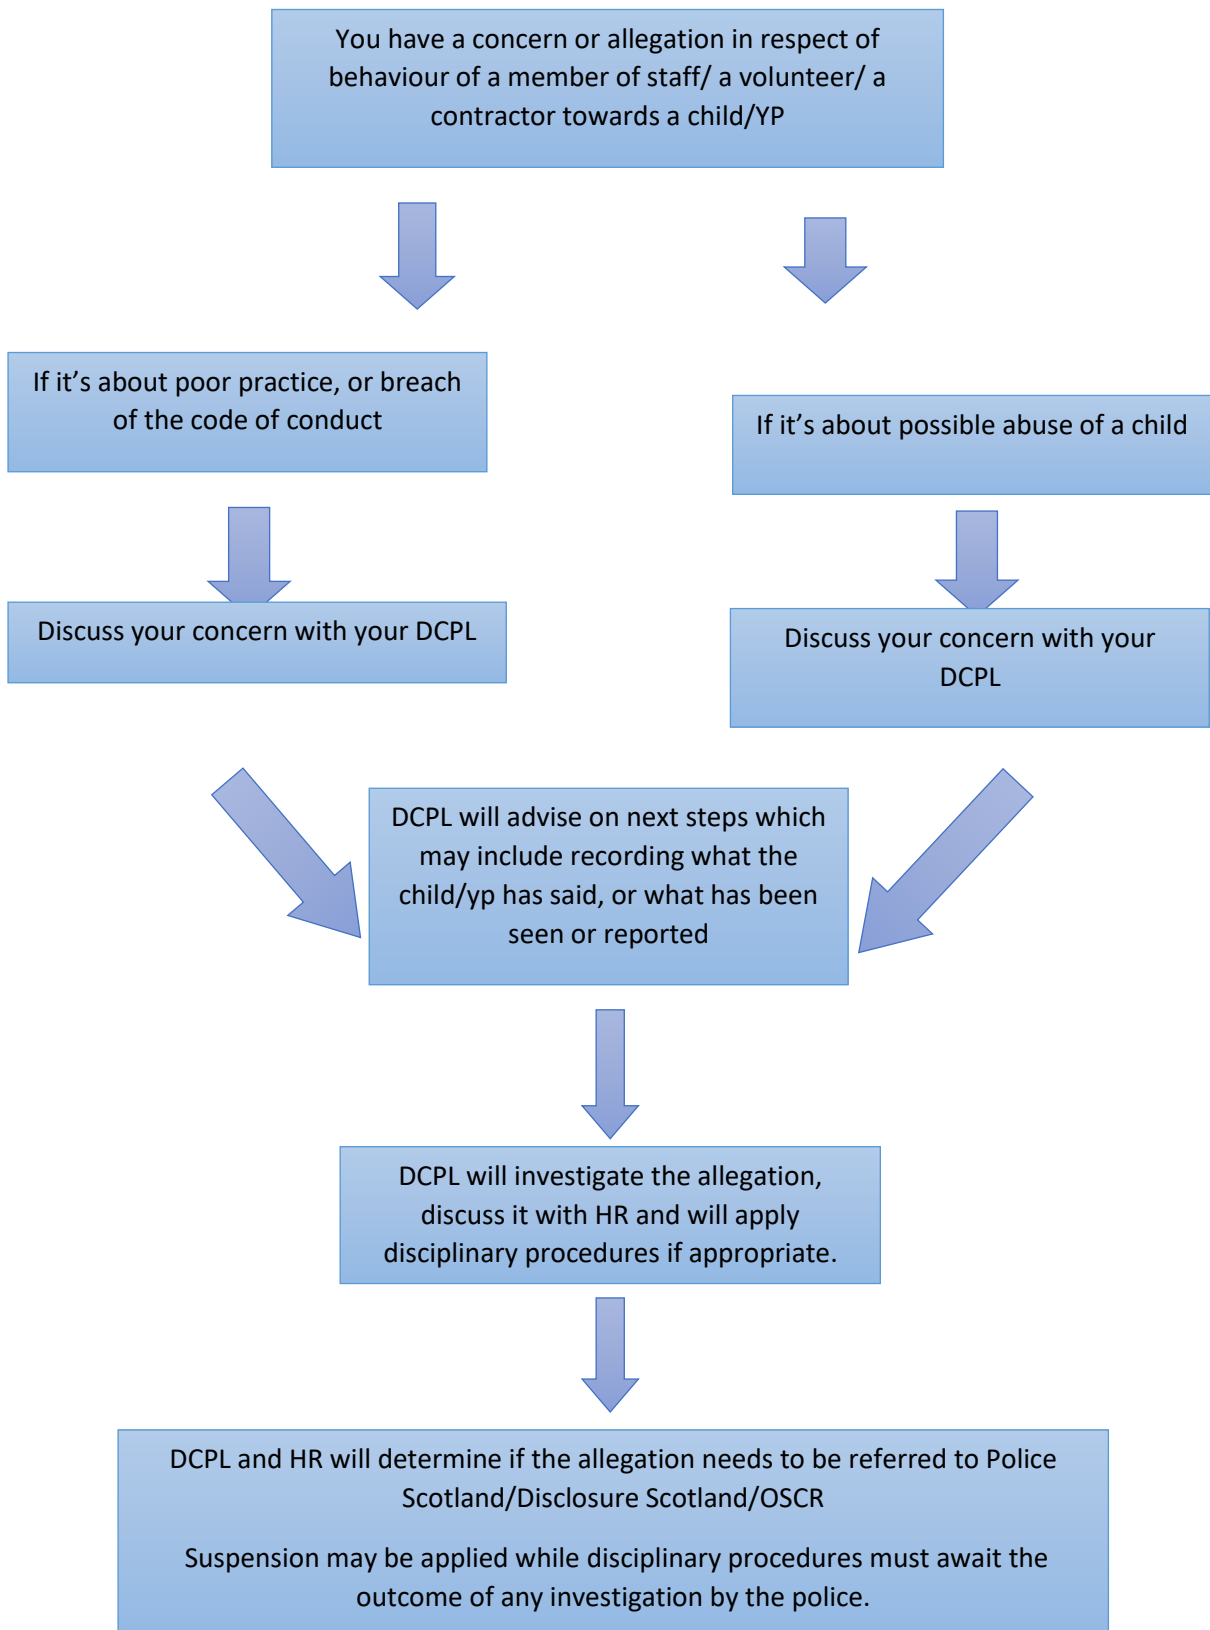 You have a concern or allegation in respect of
behaviour of a member of staff/ a volunteer/ a
contractor towards a child/YP
If it’s about poor practice, or breach
of the code of conduct
If it’s about possible abuse of a child
Discuss your concern with your DCPL
Discuss your concern with your
DCPL
DCPL will advise on next steps which
may include recording what the
child/yp has said, or what has been
seen or reported
DCPL will investigate the allegation,
discuss it with HR and will apply
disciplinary procedures if appropriate.
DCPL and HR will determine if the allegation needs to be referred to Police
Scotland/Disclosure Scotland/OSCR
Suspension may be applied while disciplinary procedures must await the
outcome of any investigation by the police.